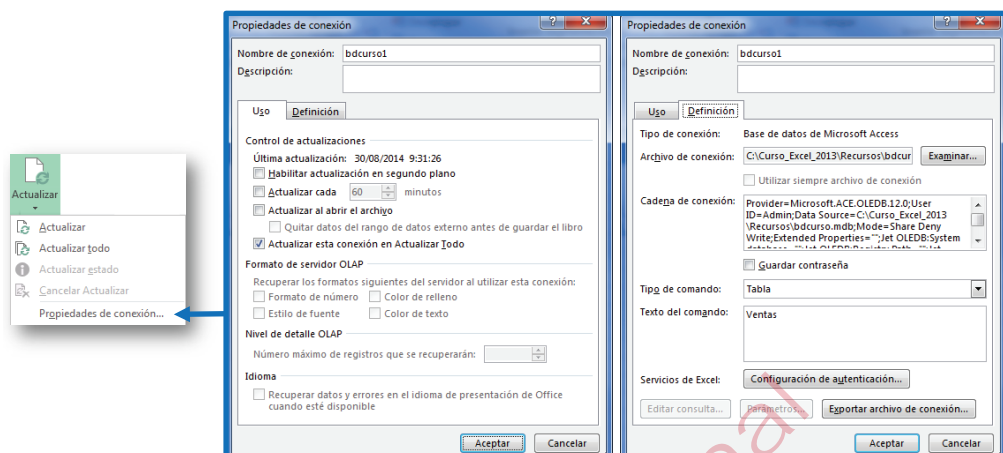 Actualizar
Actualizar
Actualizar todo
Actualizar estado
Cancelar Actualizar
Propiedades de conexión...
Propiedades de conexión
Nombre de conexión: bdcurso1
Descripción:
Uso Definición
Control de actualizaciones
Última actualización: 30/08/2014 9:31:26
Habilitar actualización en segundo plano
Actualizar cada 60 minutos
Actualizar al abrir el archivo
Quitar datos del rango de datos externo antes de guardar el libro
Actualizar esta conexión en Actualizar Todo
Formato de servidor OLAP
Recuperar los formatos siguientes del servidor al utilizar esta conexión:
Formato de número Color de relleno
Estilo de fuente Color de texto
Nivel de detalle OLAP
Número máximo de registros que se recuperarán:
Idioma
Recuperar datos y errores en el idioma de presentación de Office
cuando esté disponible
Aceptar Cancelar
Propiedades de conexión
Nombre de conexión: bdcurso1
Descripción:
Uso Definición
Tipo de conexión: Base de datos de Microsoft Access
Archivo de conexión: C:\Curso_Excel_2013\Recursos\bdcur Examinar...
Utilizar siempre archivo de conexión
Cadena de conexión: Provider=Microsoft.ACE.OLEDB.12.0;User
ID=Admin;Data Source=C:\Curso_Excel_2013
\Recursos\bdcurso.mdb;Mode=Share Deny
Write;Extended Properties="";Jet OLEDB:System
Guardar contraseña
Tipo de comando: Tabla
Texto del comando: Ventas
Servicios de Excel: Configuración de autenticación...
Editar consulta... Parámetros... Exportar archivo de conexión...
Aceptar Cancelar